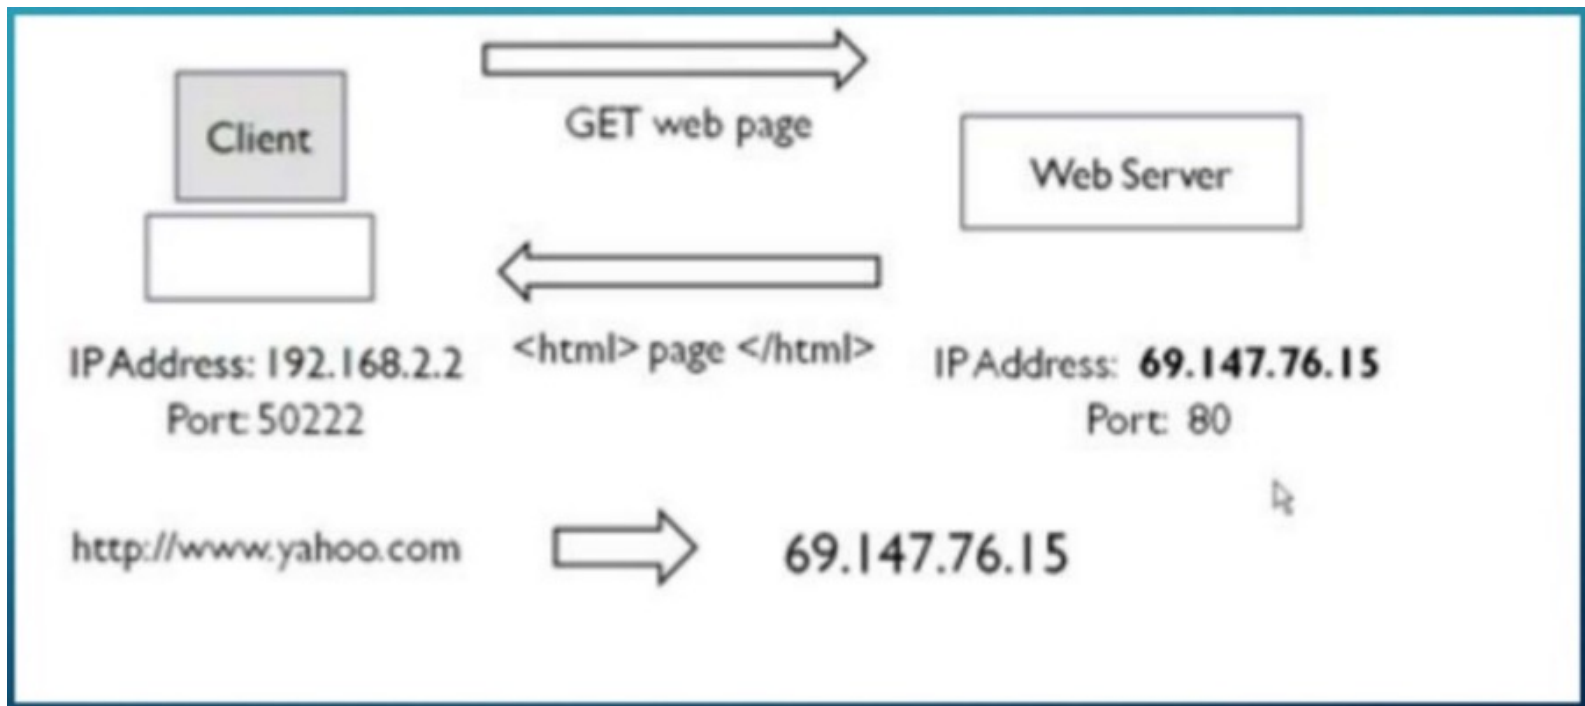 Client
GET web page
Web Server
<html> page </html>
IP Address: 192.168.2.2
Port: 50222
IP Address: 69.147.76.15
Port: 80
http://www.yahoo.com
69.147.76.15